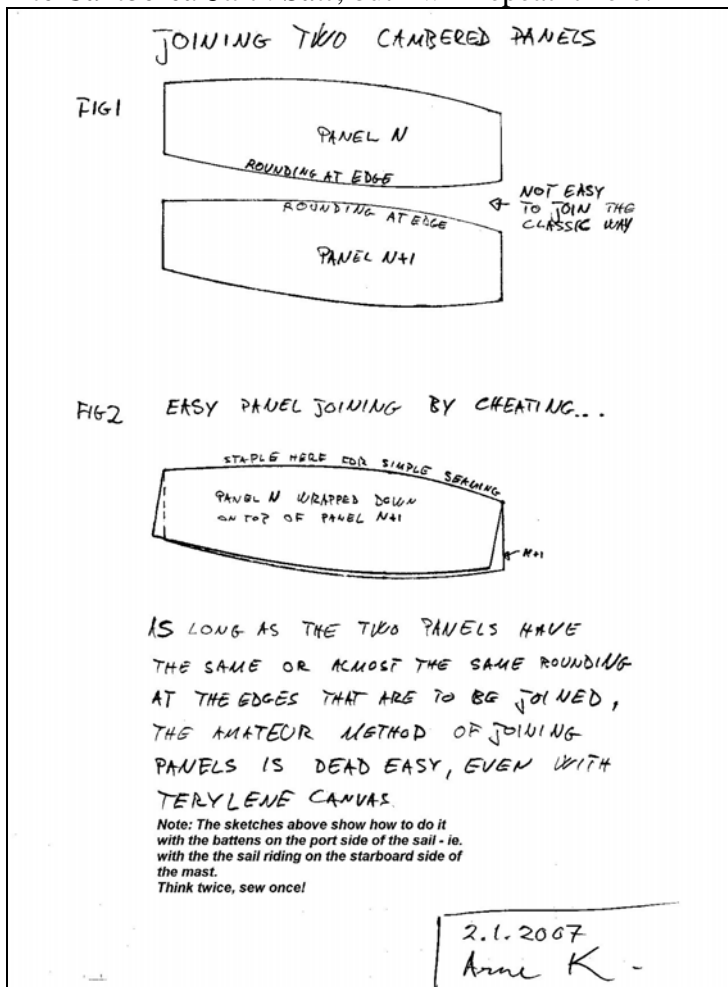 JOINING TWO CAMBERED PANELS
FIG1
PANEL N
ROUNDING AT EDGE
ROUNDING AT EDGE
NOT EASY
TO JOIN THE
CLASSIC WAY
PANEL N+1
FIG2 EASY PANEL JOINING BY CHEATING...
STAPLE HERE FOR SIMPLE SEAMING
PANEL N WRAPPED DOWN
ON TOP OF PANEL N+1
N+1
AS LONG AS THE TWO PANELS HAVE
THE SAME OR ALMOST THE SAME ROUNDING
AT THE EDGES THAT ARE TO BE JOINED,
THE AMATEUR METHOD OF JOINING
PANELS IS DEAD EASY, EVEN WITH
TERYLENE CANVAS.
Note: The sketches above show how to do it
with the battens on the port side of the sail - ie.
with the the sail riding on the starboard side of
the mast.
Think twice, sew once!
2.1.2007
Arne K -